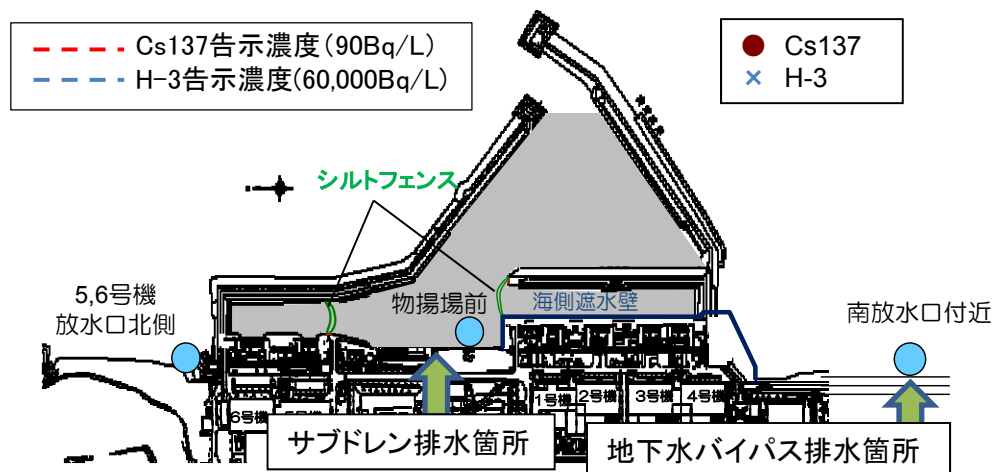 Cs137告示濃度(90Bq/L)
H-3告示濃度(60,000Bq/L)
Cs137
H-3
シルトフェンス
5,6号機
放水口北側
物揚場前
海側遮水壁
南放水口付近
6号機
1号機
2号機
3号機
4号機
サブドレン排水箇所
地下水バイパス排水箇所